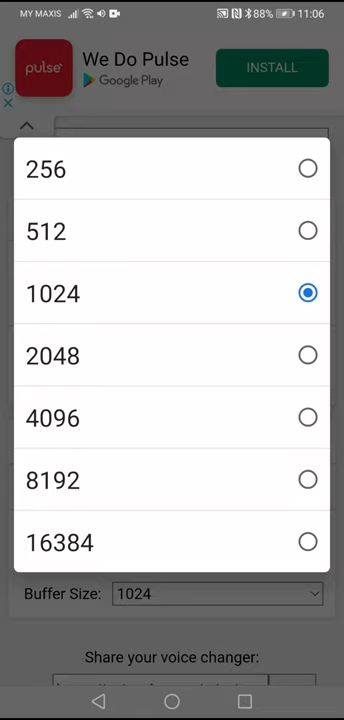 MY MAXIS 88% 11:06
pulse
We Do Pulse
Google Play
INSTALL
256
512
1024
2048
4096
8192
16384
Buffer Size: 1024
Share your voice changer: